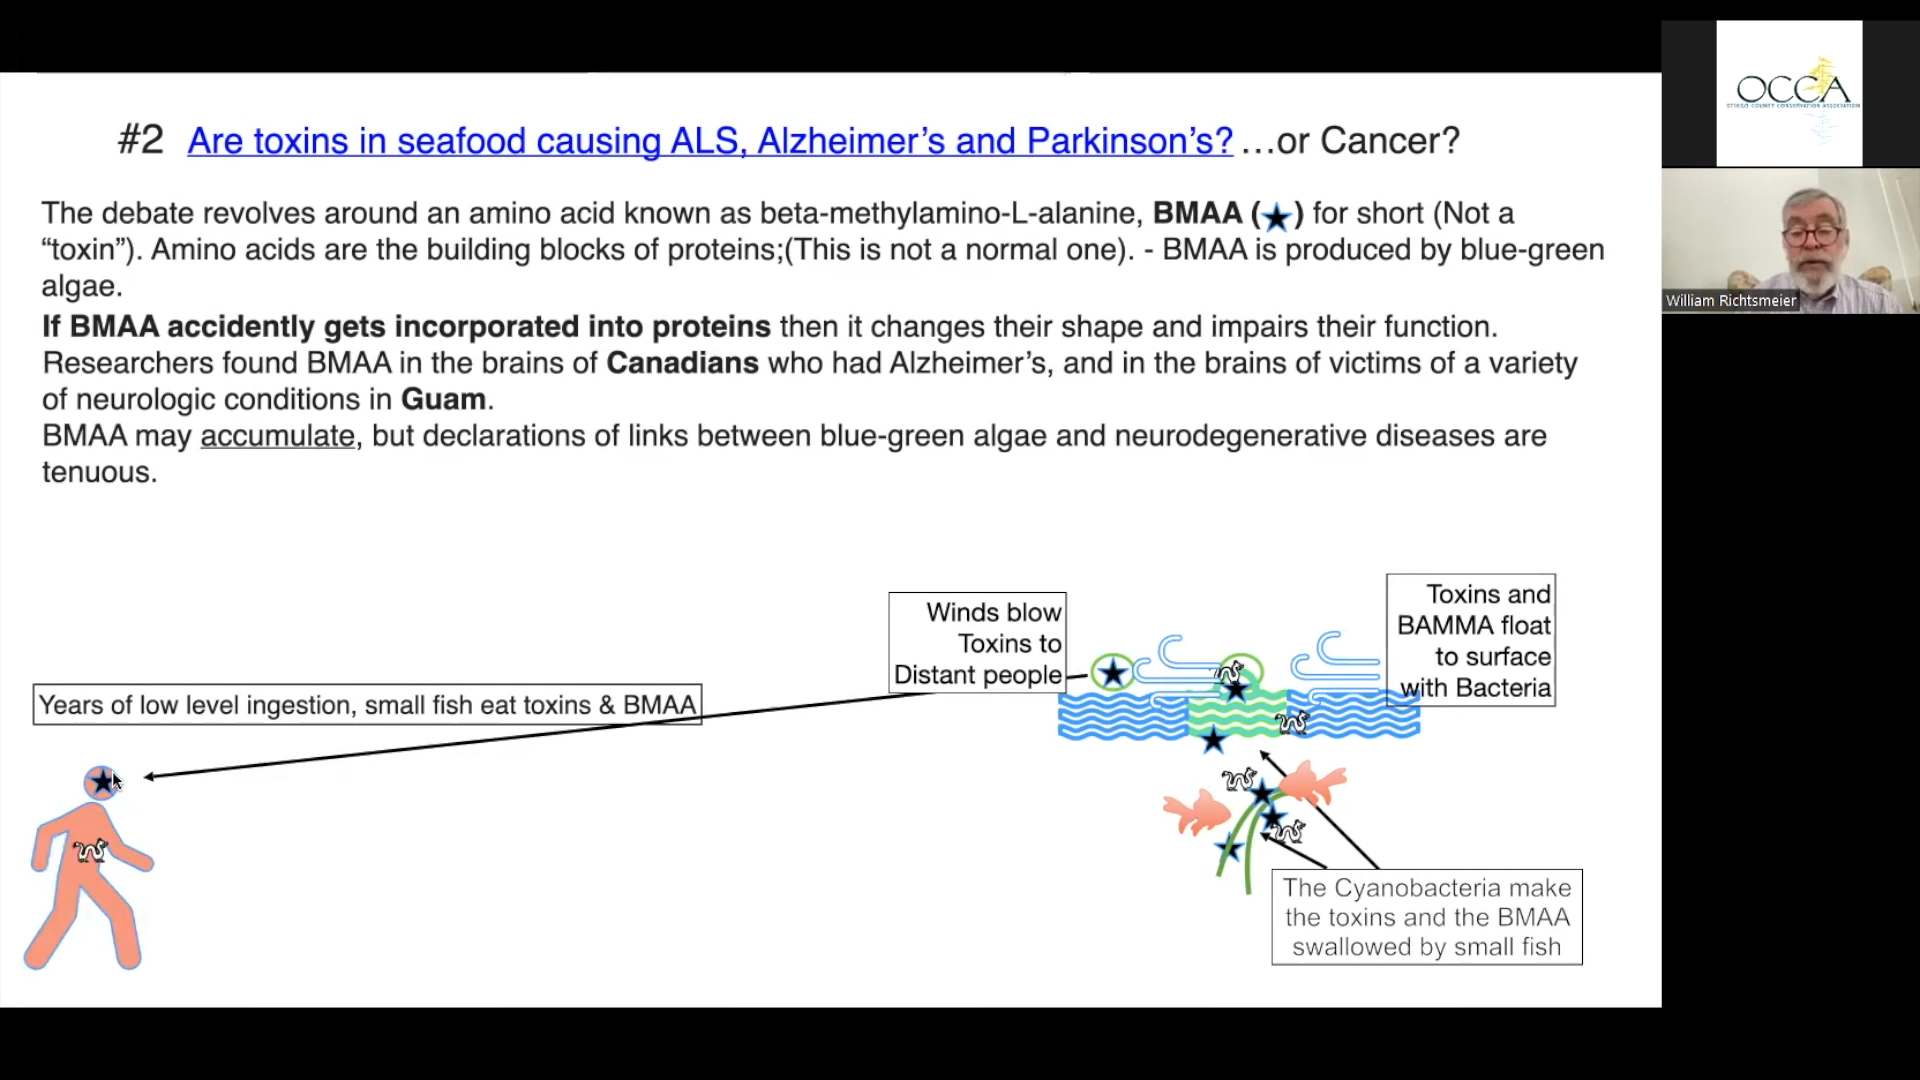 #2 Are toxins in seafood causing ALS, Alzheimer’s and Parkinson’s? …or Cancer?
The debate revolves around an amino acid known as beta-methylamino-L-alanine, BMAA (★) for short (Not a
“toxin”). Amino acids are the building blocks of proteins;(This is not a normal one). - BMAA is produced by blue-green
algae.
If BMAA accidently gets incorporated into proteins then it changes their shape and impairs their function.
Researchers found BMAA in the brains of Canadians who had Alzheimer’s, and in the brains of victims of a variety
of neurologic conditions in Guam.
BMAA may accumulate, but declarations of links between blue-green algae and neurodegenerative diseases are
tenuous.
Winds blow
Toxins to
Distant people
Toxins and
BAMMA float
to surface
with Bacteria
Years of low level ingestion, small fish eat toxins & BMAA
The Cyanobacteria make
the toxins and the BMAA
swallowed by small fish
OCCA
OTSEGO COUNTY CONSERVATION ASSOCIATION
William Richtsmeier